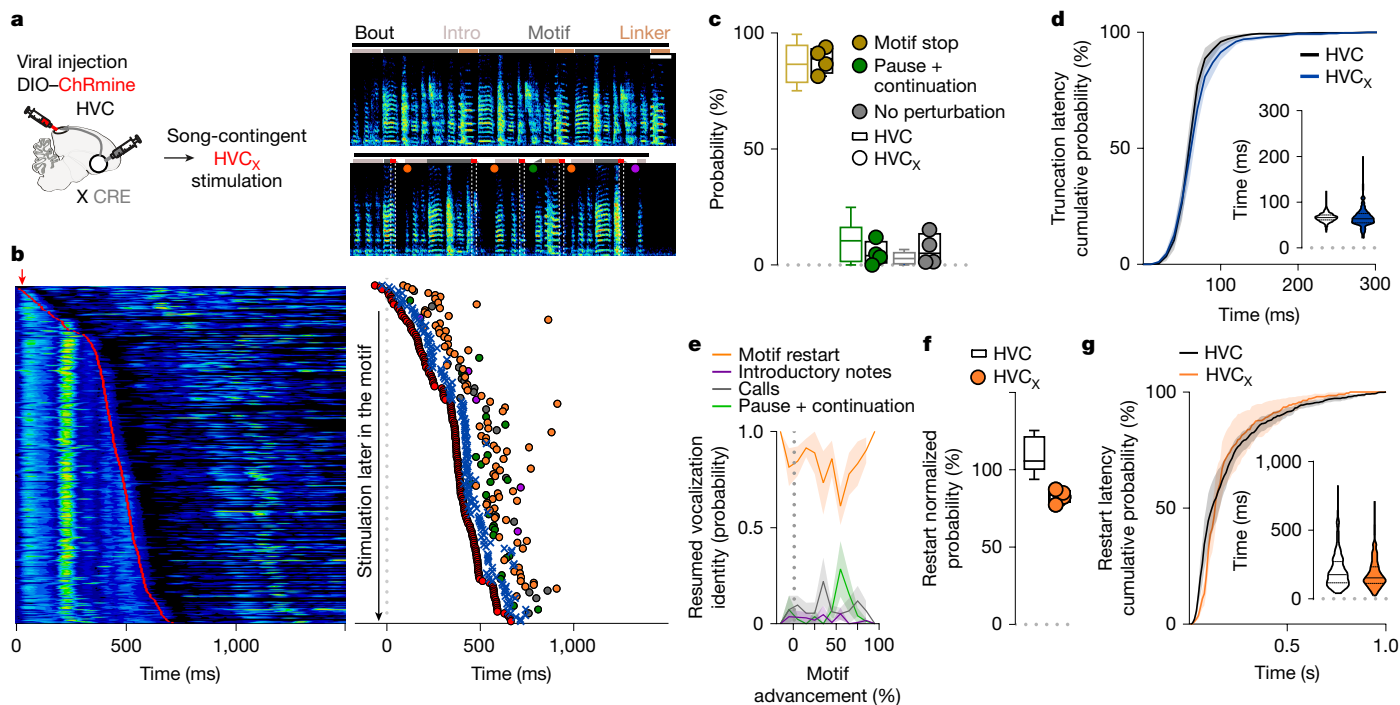 a
Viral injection
DIO–ChRmine
HVC
X CRE
Song-contingent
HVCX
stimulation
Bout
Intro
Motif
Linker
b
Stimulation later in the motif
0
500
1,000
Time (ms)
0
500
1,000
Time (ms)
c
Probability (%)
100
50
0
Motif stop
Pause +
continuation
No perturbation
HVC
HVCX
d
Truncation latency
cumulative probability (%)
100
50
0
HVC
HVCX
Time (ms)
300
200
100
0
100
200
300
Time (ms)
e
Motif restart
Introductory notes
Calls
Pause + continuation
Resumed vocalization
identity (probability)
1.0
0.5
0
0
50
100
Motif
advancement (%)
f
HVC
HVCX
Restart normalized
probability (%)
100
50
0
g
HVC
HVCX
Restart latency
cumulative probability (%)
100
50
0
Time (ms)
1,000
500
0
0.5
1.0
Time (s)